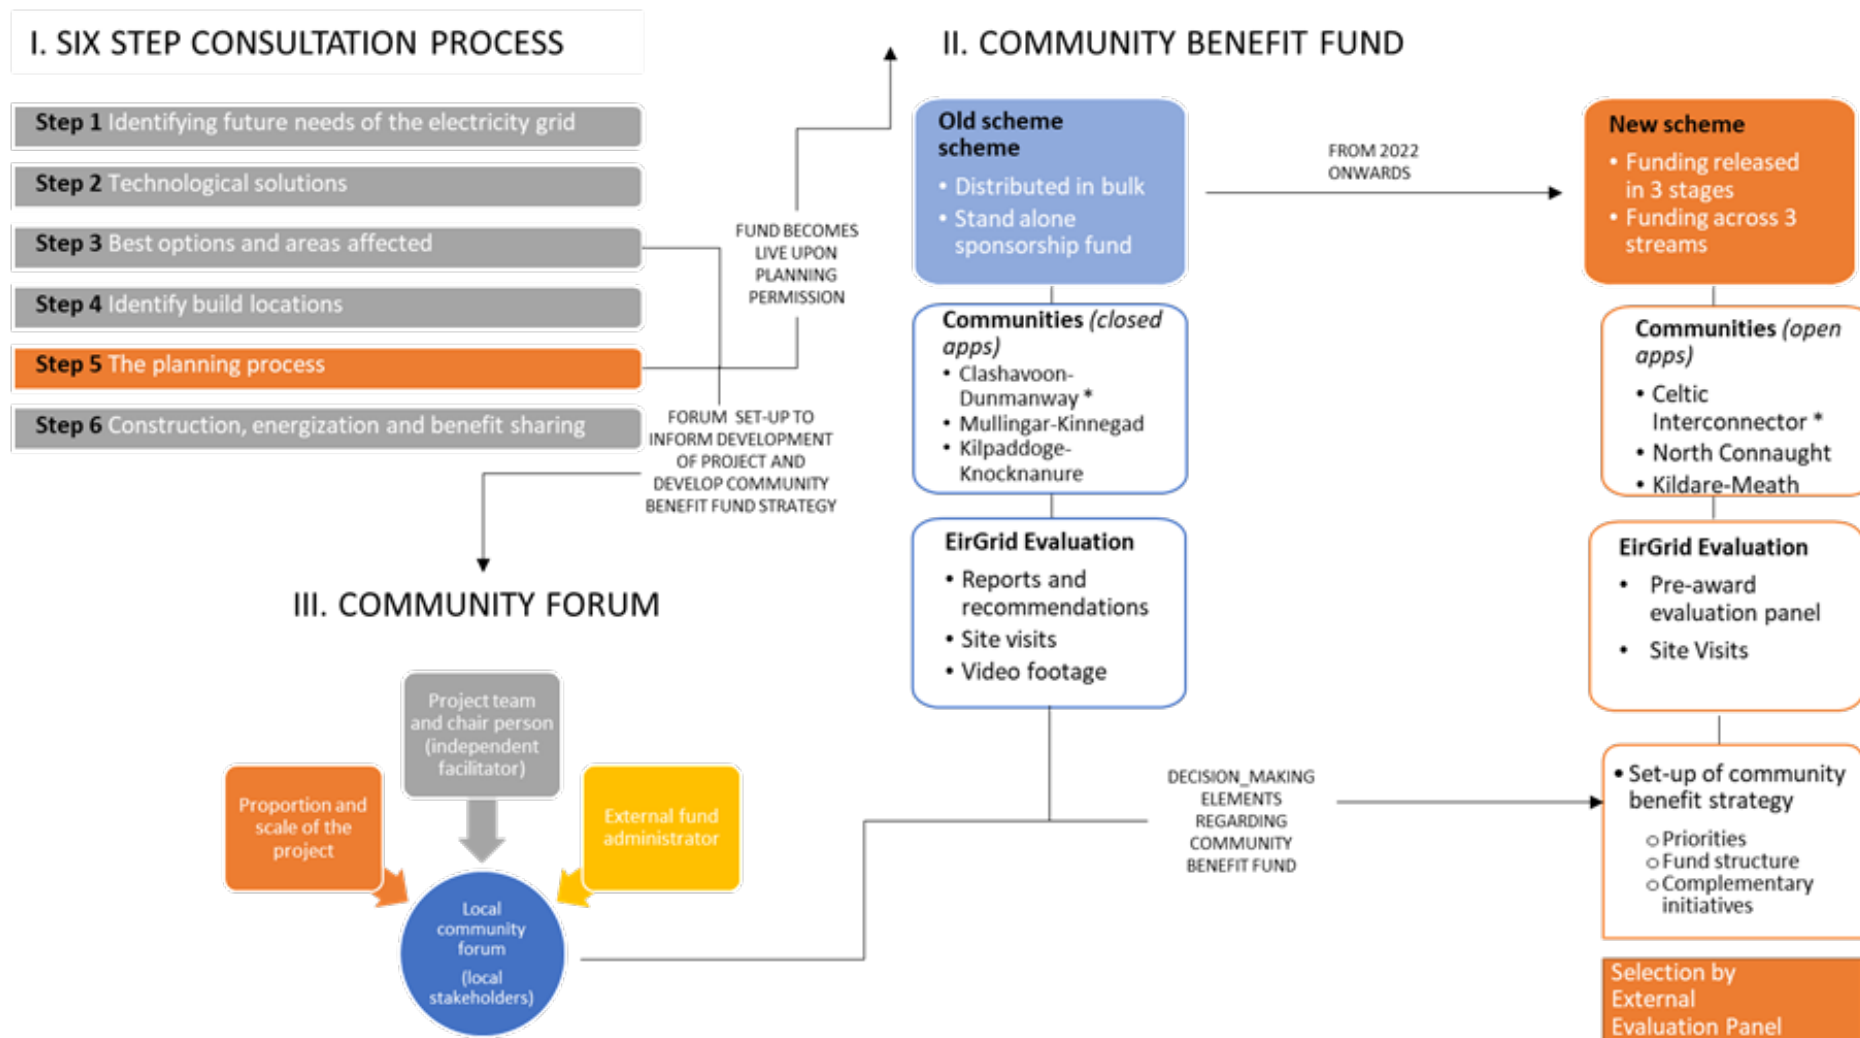 I. SIX STEP CONSULTATION PROCESS
Step 1 Identifying future needs of the electricity grid
Step 2 Technological solutions
Step 3 Best options and areas affected
Step 4 Identify build locations
Step 5 The planning process
Step 6 Construction, energization and benefit sharing
FUND BECOMES
LIVE UPON
PLANNING
PERMISSION
FORUM SET-UP TO
INFORM DEVELOPMENT
OF PROJECT AND
DEVELOP COMMUNITY
BENEFIT FUND STRATEGY
II. COMMUNITY BENEFIT FUND
Old scheme
scheme
• Distributed in bulk
• Stand alone
sponsorship fund
FROM 2022
ONWARDS
New scheme
• Funding released
in 3 stages
• Funding across 3
streams
Communities (closed
apps)
• Clashavoon-
Dunmanway *
• Mullingar-Kinnegad
• Kilpaddoge-
Knocknanure
Communities (open
apps)
• Celtic
Interconnector *
• North Connaught
• Kildare-Meath
EirGrid Evaluation
• Reports and
recommendations
• Site visits
• Video footage
EirGrid Evaluation
• Pre-award
evaluation panel
• Site Visits
DECISION_MAKING
ELEMENTS
REGARDING
COMMUNITY
BENEFIT FUND
• Set-up of community
benefit strategy
o Priorities
o Fund structure
o Complementary
initiatives
Selection by
External
Evaluation Panel
III. COMMUNITY FORUM
Project team
and chair person
(independent
facilitator)
Proportion and
scale of the
project
External fund
administrator
Local
community
forum
(local
stakeholders)